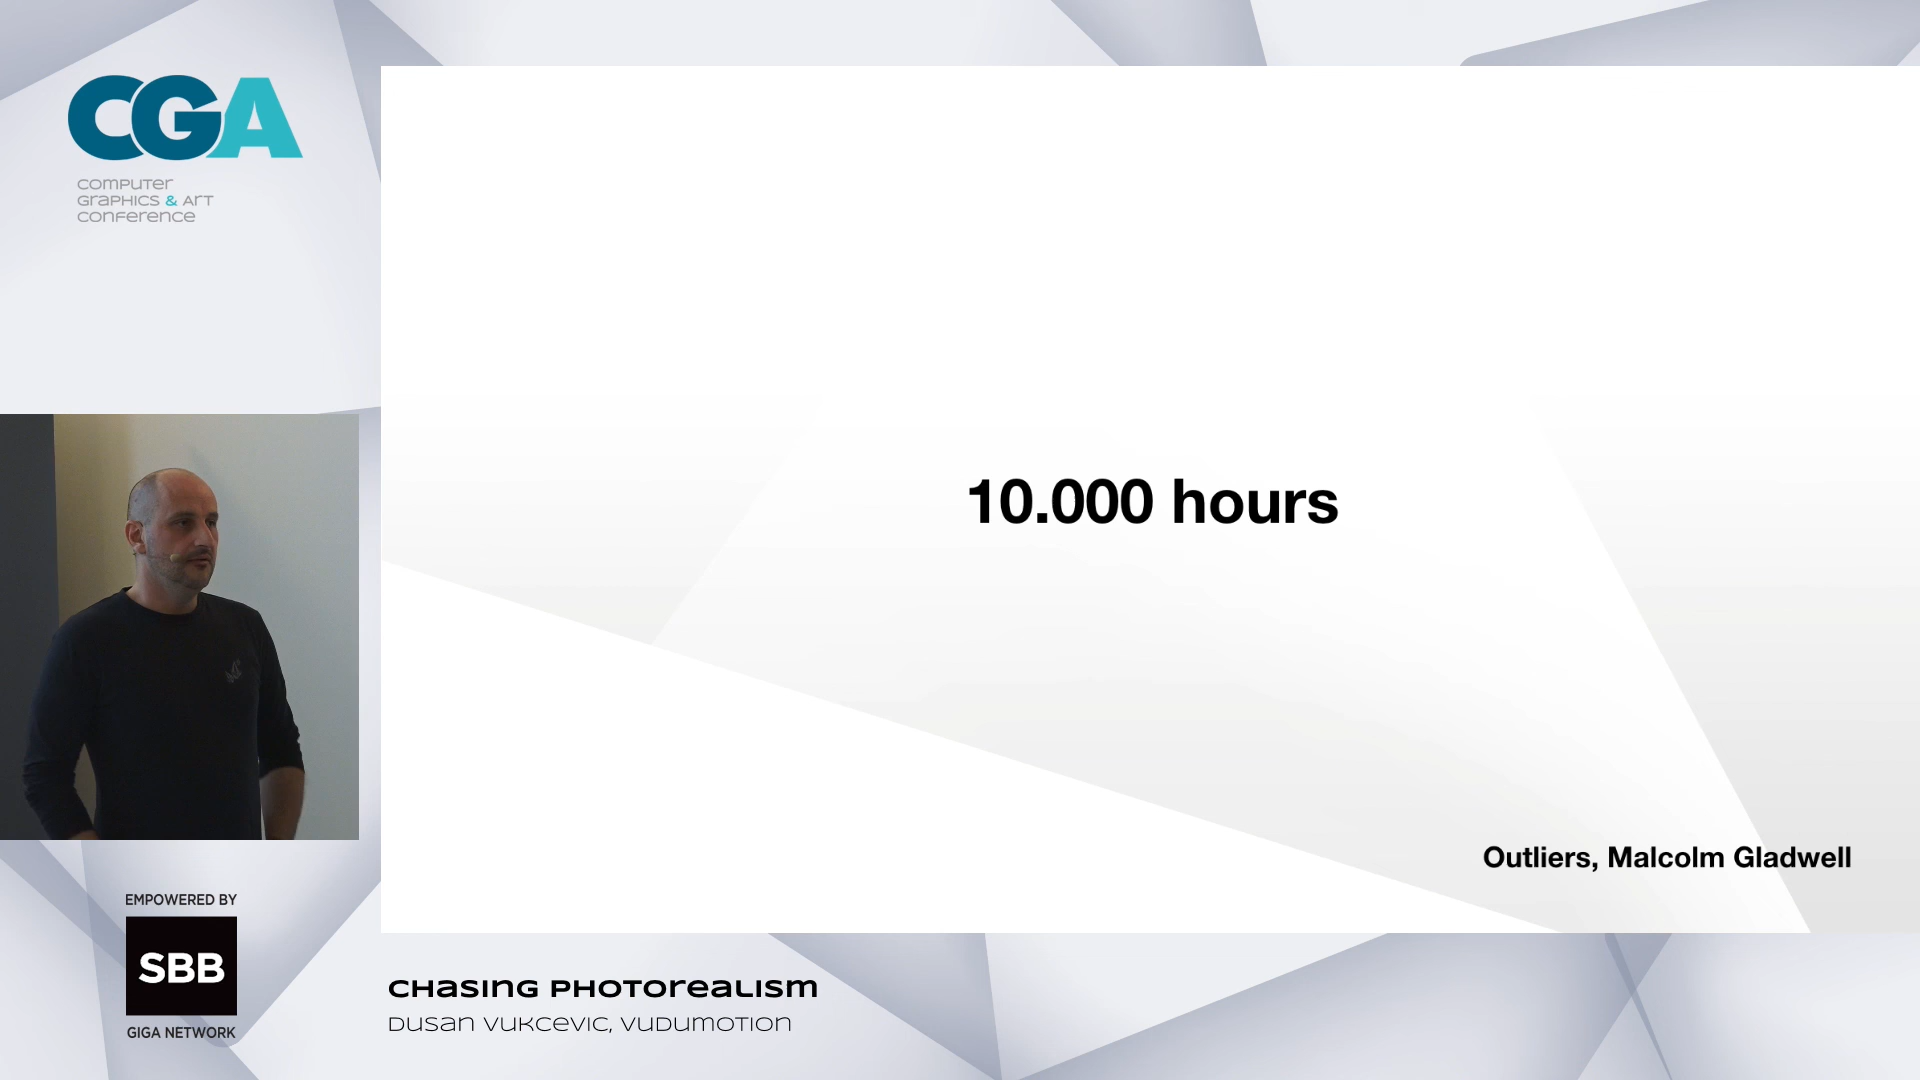 CGA
COMPUTER
GRAPHICS & ART
CONFERENCE
10.000 hours
Outliers, Malcolm Gladwell
EMPOWERED BY
SBB
GIGA NETWORK
CHASING PHOTOREALISM
DUSAN VUKCEVIC, VUDUMOTION